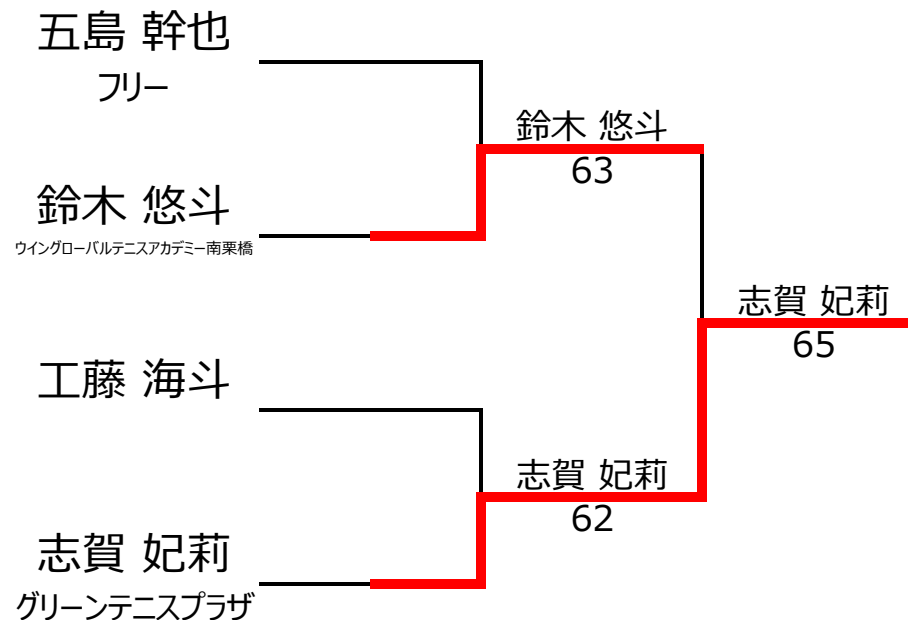 五島 幹也
フリー
鈴木 悠斗
63
鈴木 悠斗
ウイングローバルテニスアカデミー南栗橋
志賀 妃莉
65
工藤 海斗
志賀 妃莉
62
志賀 妃莉
グリーンテニスプラザ